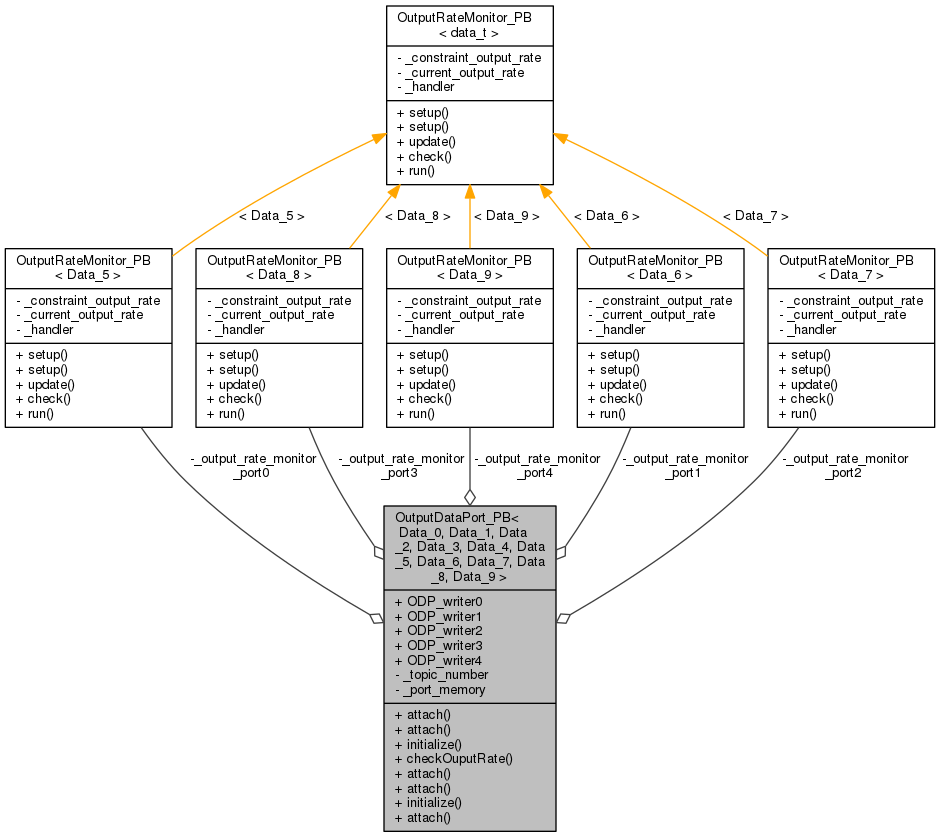 OutputRateMonitor_PB
< data_t >
- _constraint_output_rate
- _current_output_rate
- _handler
+ setup()
+ setup()
+ update()
+ check()
+ run()
< Data_5 >
< Data_8 >
< Data_9 >
< Data_6 >
< Data_7 >
OutputRateMonitor_PB
< Data_5 >
- _constraint_output_rate
- _current_output_rate
- _handler
+ setup()
+ setup()
+ update()
+ check()
+ run()
OutputRateMonitor_PB
< Data_8 >
- _constraint_output_rate
- _current_output_rate
- _handler
+ setup()
+ setup()
+ update()
+ check()
+ run()
OutputRateMonitor_PB
< Data_9 >
- _constraint_output_rate
- _current_output_rate
- _handler
+ setup()
+ setup()
+ update()
+ check()
+ run()
OutputRateMonitor_PB
< Data_6 >
- _constraint_output_rate
- _current_output_rate
- _handler
+ setup()
+ setup()
+ update()
+ check()
+ run()
OutputRateMonitor_PB
< Data_7 >
- _constraint_output_rate
- _current_output_rate
- _handler
+ setup()
+ setup()
+ update()
+ check()
+ run()
-_output_rate_monitor
_port0
-_output_rate_monitor
_port3
-_output_rate_monitor
_port4
-_output_rate_monitor
_port1
-_output_rate_monitor
_port2
OutputDataPort_PB<
Data_0, Data_1, Data
_2, Data_3, Data_4, Data
_5, Data_6, Data_7, Data
_8, Data_9 >
+ ODP_writer0
+ ODP_writer1
+ ODP_writer2
+ ODP_writer3
+ ODP_writer4
- _topic_number
- _port_memory
+ attach()
+ attach()
+ initialize()
+ checkOuputRate()
+ attach()
+ attach()
+ initialize()
+ attach()